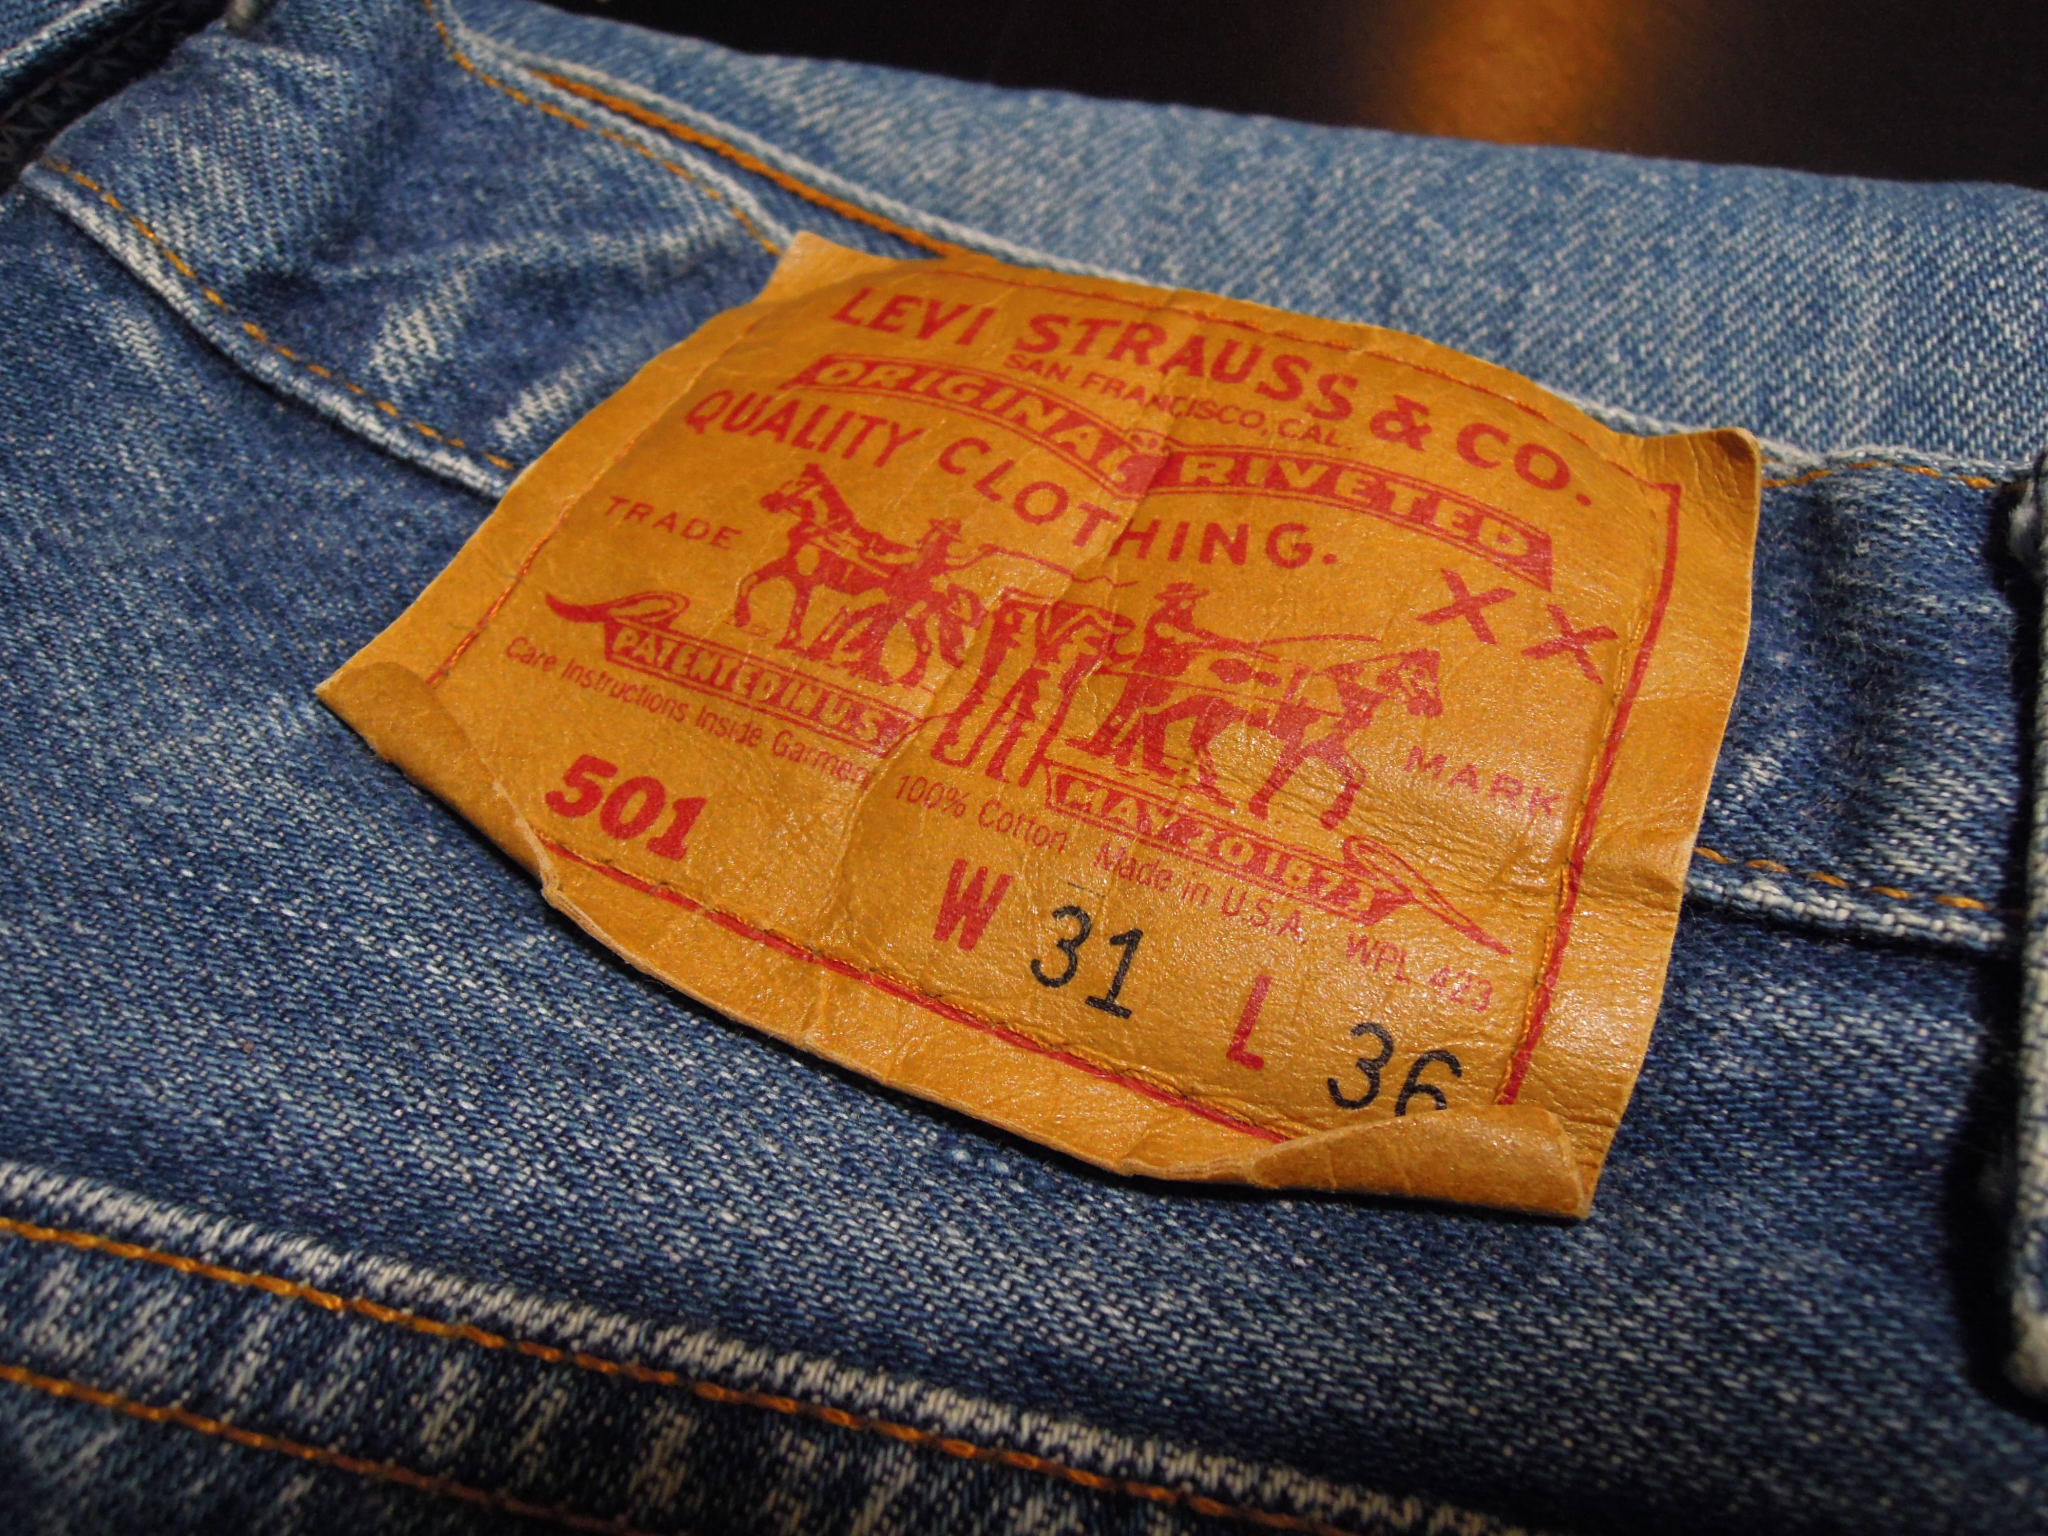 LEVI STRAUSS & CO.
SAN FRANCISCO, CAL.
ORIGINAL RIVETED
QUALITY CLOTHING.
TRADE MARK
XX
PATENTED IN U.S.
MAY 20 1873
Care Instructions Inside Garment 100% Cotton Made in U.S.A. WPL 423
501
W 31 L 36